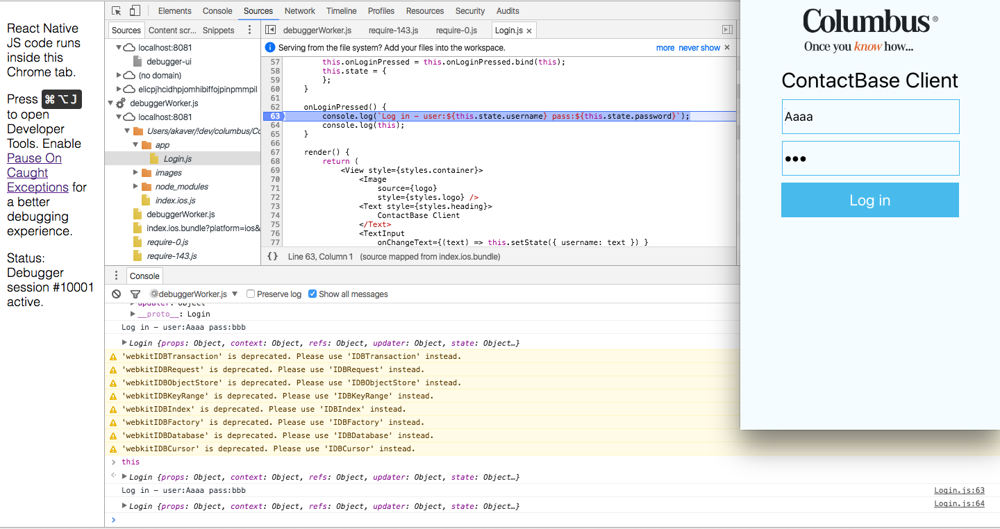 React Native
JS code runs
inside this
Chrome tab.
Press ⌘⌥J
to open
Developer
Tools. Enable
Pause On
Caught
Exceptions for
a better
debugging
experience.
Status:
Debugger
session #10001
active.
Elements Console Sources Network Timeline Profiles Resources Security Audits
Sources Content scr... Snippets
localhost:8081
debugger-ui
(no domain)
elicpjhcidhpjomhibiffojpinpmmpil
debuggerWorker.js
localhost:8081
Users/akaver/!dev/columbus/Co
app
Login.js
images
node_modules
index.ios.js
debuggerWorker.js
index.ios.bundle?platform=ios&
require-0.js
require-143.js
debuggerWorker.js require-143.js require-0.js Login.js ×
Serving from the file system? Add your files into the workspace. more never show ×
57 this.onLoginPressed = this.onLoginPressed.bind(this);
58 this.state = {
59 };
60 }
61
62 onLoginPressed() {
63 console.log(`Log in - user:${this.state.username} pass:${this.state.password}`);
64 console.log(this);
65 }
66
67 render() {
68 return (
69 <View style={styles.container}>
70 <Image
71 source={logo}
72 style={styles.logo} />
73 <Text style={styles.heading}>
74 ContactBase Client
75 </Text>
76 <TextInput
77 onChangeText={(text) => this.setState({ username: text }) }
{} Line 63, Column 1 (source mapped from index.ios.bundle)
Console
debuggerWorker.js ▼ Preserve log Show all messages
updater: Object
__proto__: Login
Log in - user:Aaaa pass:bbb
Login {props: Object, context: Object, refs: Object, updater: Object, state: Object…}
'webkitIDBTransaction' is deprecated. Please use 'IDBTransaction' instead.
'webkitIDBRequest' is deprecated. Please use 'IDBRequest' instead.
'webkitIDBObjectStore' is deprecated. Please use 'IDBObjectStore' instead.
'webkitIDBKeyRange' is deprecated. Please use 'IDBKeyRange' instead.
'webkitIDBIndex' is deprecated. Please use 'IDBIndex' instead.
'webkitIDBFactory' is deprecated. Please use 'IDBFactory' instead.
'webkitIDBDatabase' is deprecated. Please use 'IDBDatabase' instead.
'webkitIDBCursor' is deprecated. Please use 'IDBCursor' instead.
> this
Login {props: Object, context: Object, refs: Object, updater: Object, state: Object…}
Log in - user:Aaaa pass:bbb Login.js:63
Login {props: Object, context: Object, refs: Object, updater: Object, state: Object…} Login.js:64
>
Columbus®
Once you know how...
ContactBase Client
Aaaa
•••
Log in